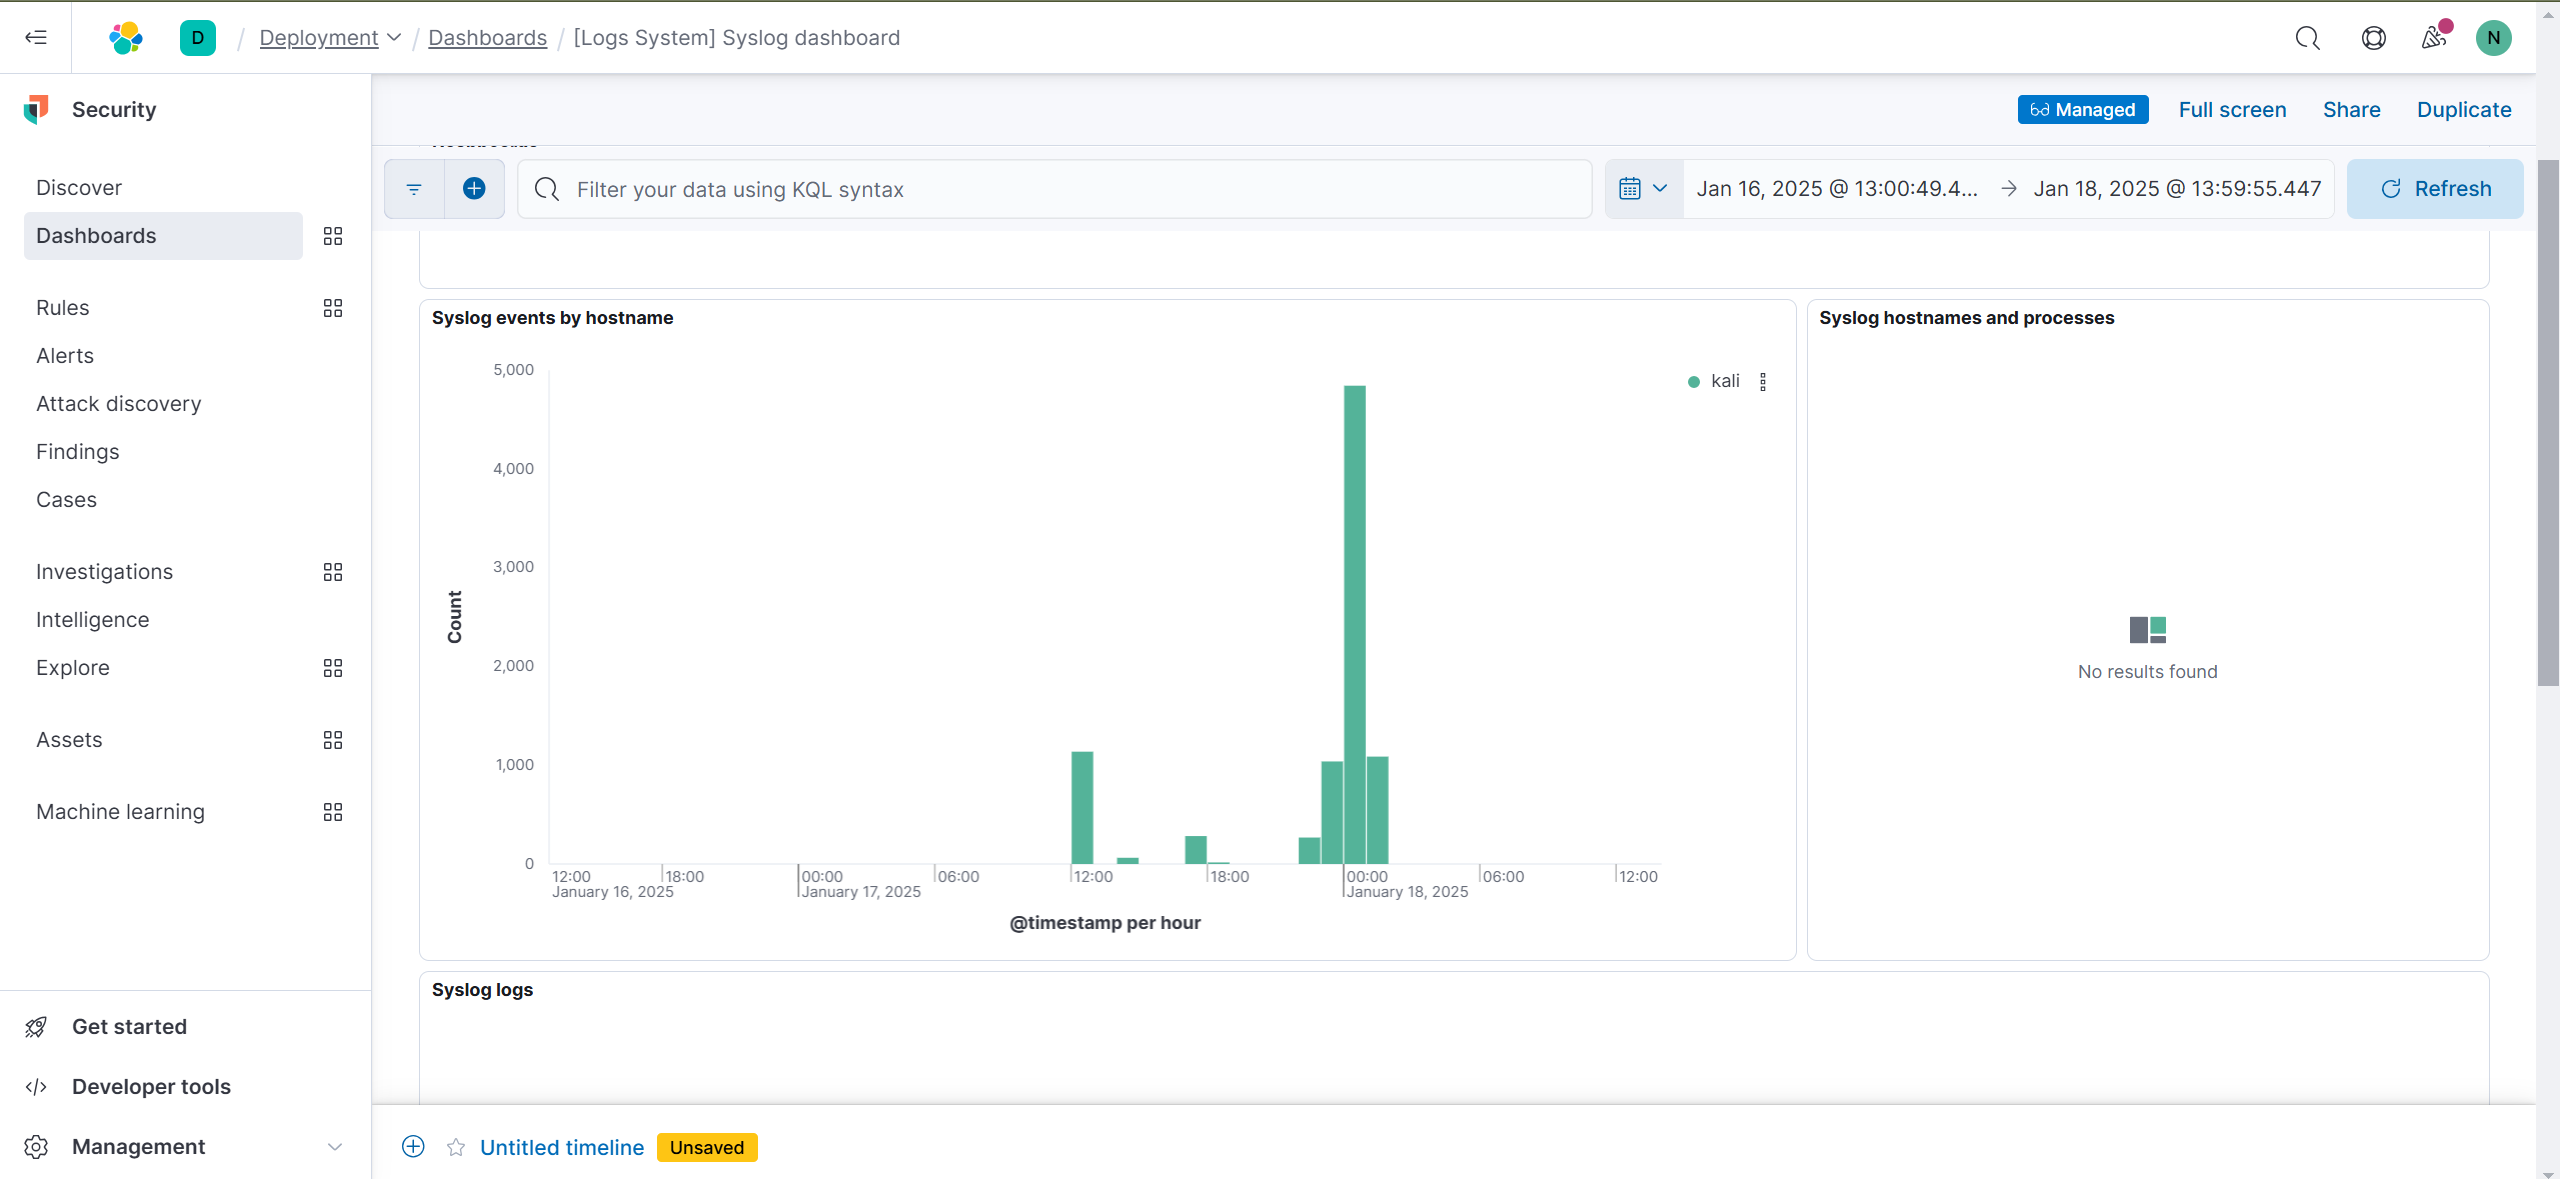 D / Deployment / Dashboards / [Logs System] Syslog dashboard
N
Security
Managed Full screen Share Duplicate
Filter your data using KQL syntax
Jan 16, 2025 @ 13:00:49.4... → Jan 18, 2025 @ 13:59:55.447
Refresh
Discover
Dashboards
Rules
Alerts
Attack discovery
Findings
Cases
Investigations
Intelligence
Explore
Assets
Machine learning
Get started
Developer tools
Management
Syslog events by hostname
5,000
4,000
3,000
2,000
1,000
0
Count
kali
12:00 18:00 00:00 06:00 12:00 18:00 00:00 06:00 12:00
January 16, 2025 January 17, 2025 January 18, 2025
@timestamp per hour
Syslog hostnames and processes
No results found
Syslog logs
Untitled timeline Unsaved